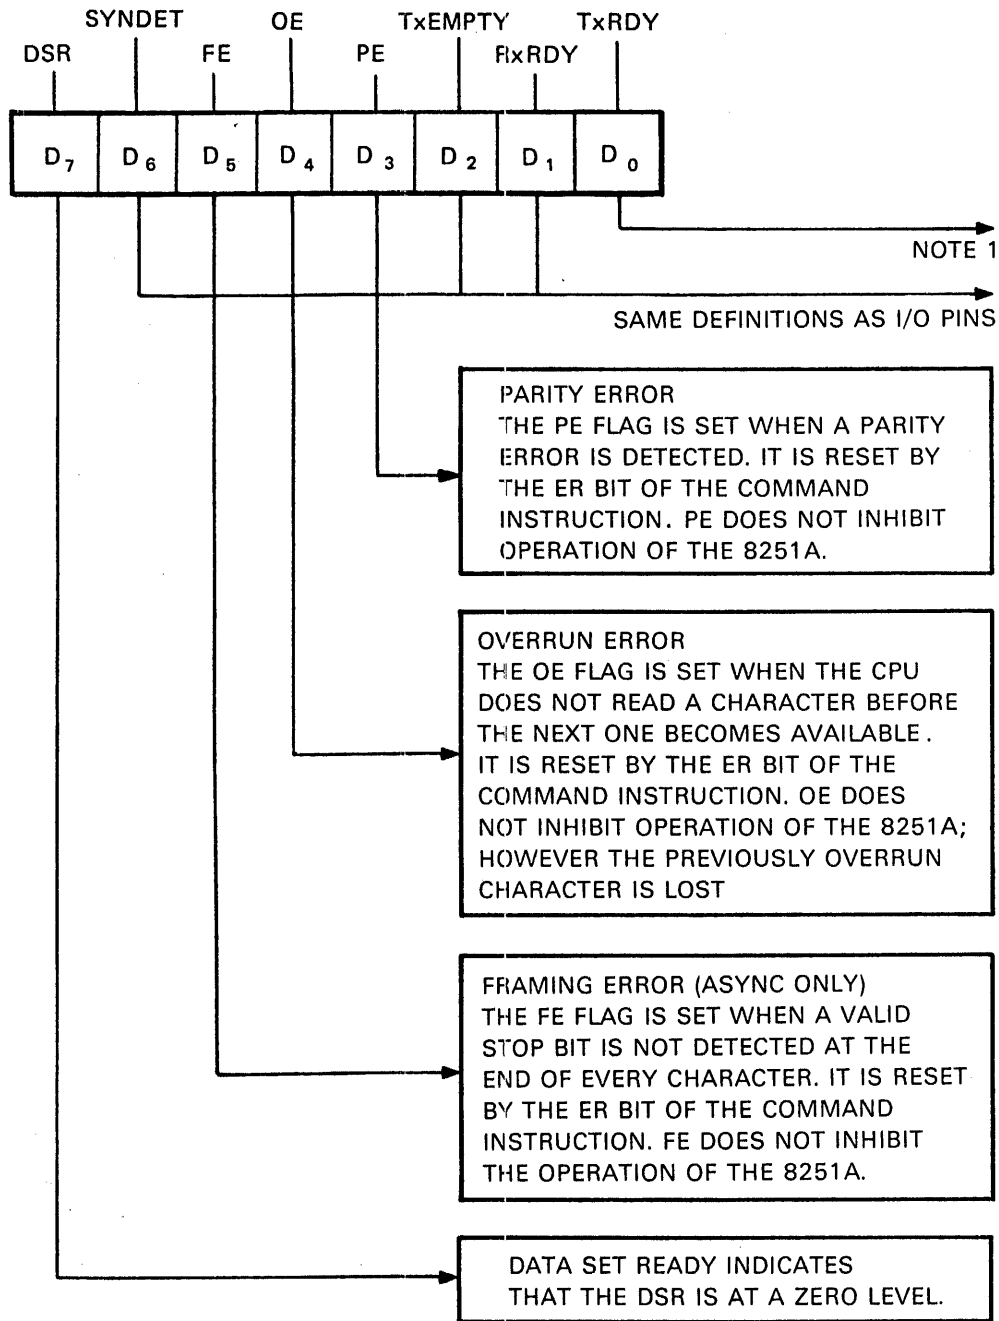 SYNDET OE TxEMPTY TxRDY
DSR FE PE RxRDY
D7 D6 D5 D4 D3 D2 D1 D0
NOTE 1
SAME DEFINITIONS AS I/O PINS
PARITY ERROR
THE PE FLAG IS SET WHEN A PARITY
ERROR IS DETECTED. IT IS RESET BY
THE ER BIT OF THE COMMAND
INSTRUCTION. PE DOES NOT INHIBIT
OPERATION OF THE 8251A.
OVERRUN ERROR
THE OE FLAG IS SET WHEN THE CPU
DOES NOT READ A CHARACTER BEFORE
THE NEXT ONE BECOMES AVAILABLE.
IT IS RESET BY THE ER BIT OF THE
COMMAND INSTRUCTION. OE DOES
NOT INHIBIT OPERATION OF THE 8251A;
HOWEVER THE PREVIOUSLY OVERRUN
CHARACTER IS LOST
FRAMING ERROR (ASYNC ONLY)
THE FE FLAG IS SET WHEN A VALID
STOP BIT IS NOT DETECTED AT THE
END OF EVERY CHARACTER. IT IS RESET
BY THE ER BIT OF THE COMMAND
INSTRUCTION. FE DOES NOT INHIBIT
THE OPERATION OF THE 8251A.
DATA SET READY INDICATES
THAT THE DSR IS AT A ZERO LEVEL.